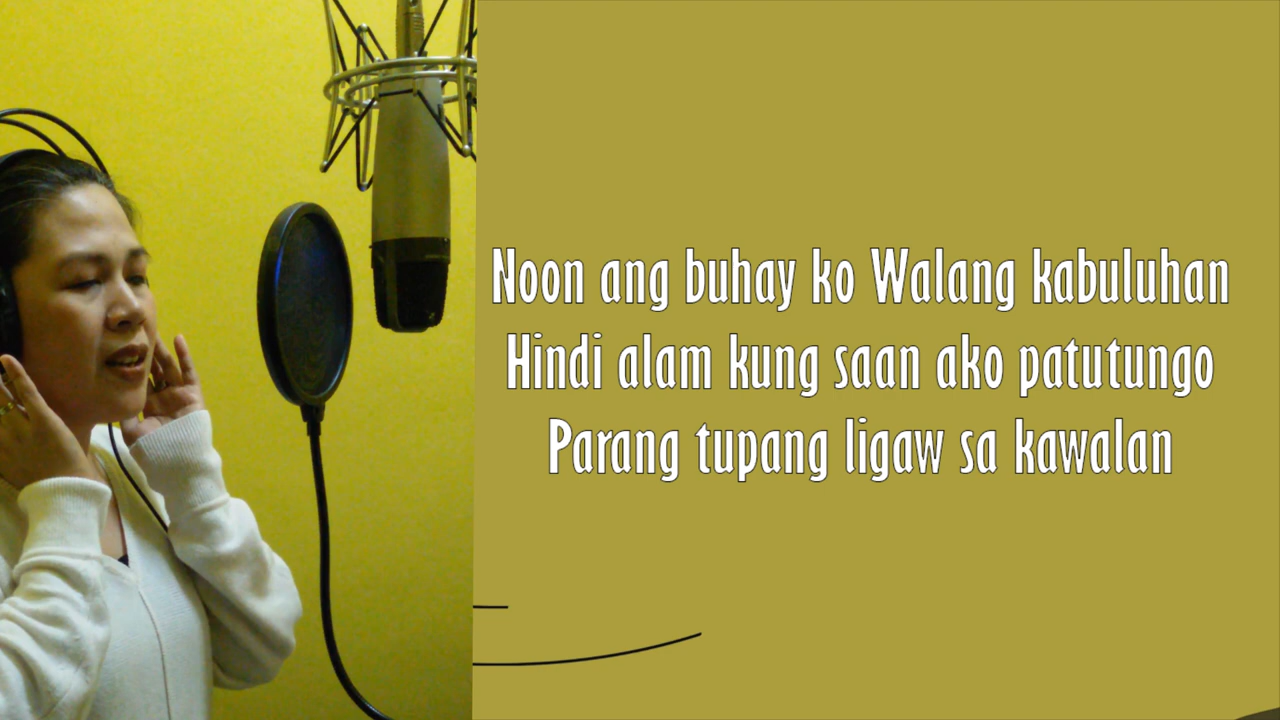 Noon ang buhay ko Walang kabuluhan
Hindi alam kung saan ako patutungo
Parang tupang ligaw sa kawalan